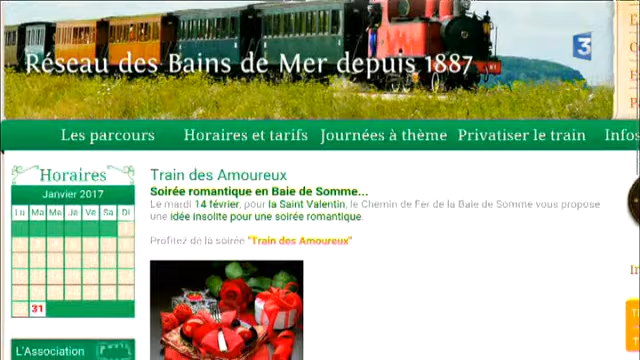 Réseau des Bains de Mer depuis 1887
3
Les parcours Horaires et tarifs Journées à thème Privatiser le train Infos
Horaires
Janvier 2017
Lu Ma Me Je Ve Sa Di
31
L'Association
Train des Amoureux
Soirée romantique en Baie de Somme...
Le mardi 14 février, pour la Saint Valentin, le Chemin de Fer de la Baie de Somme vous propose
une idée insolite pour une soirée romantique.
Profitez de la soirée "Train des Amoureux"